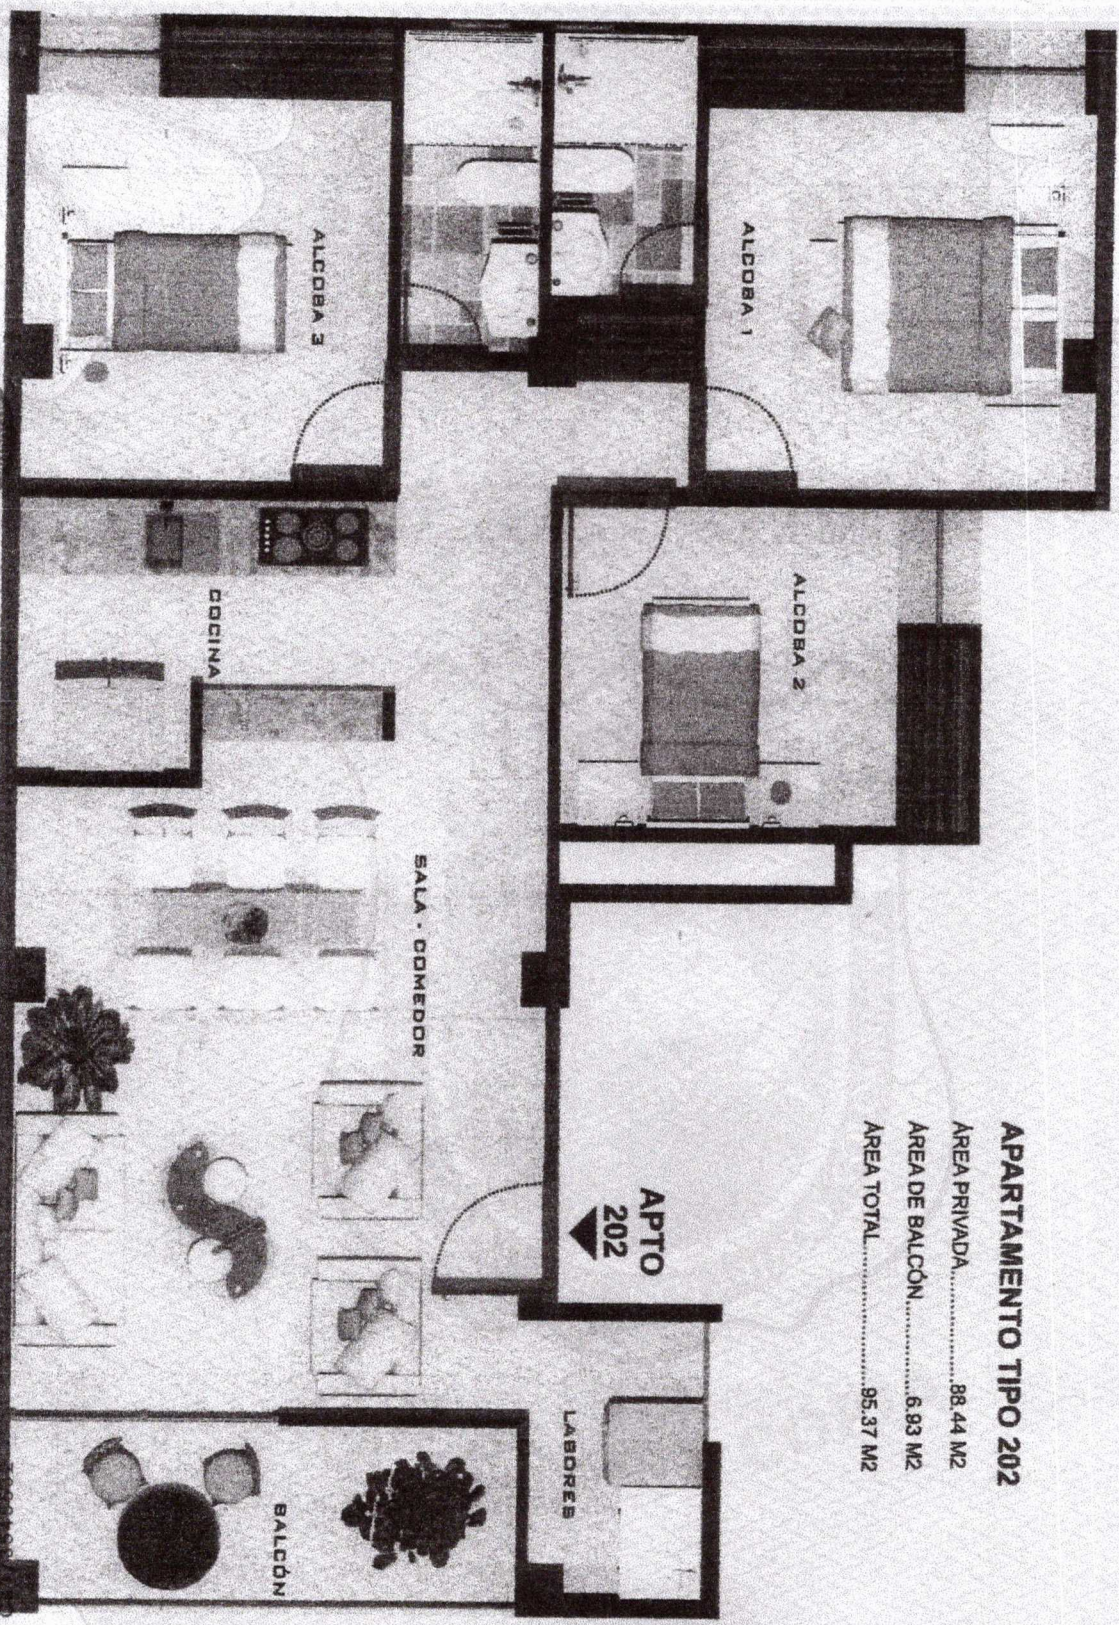 APARTAMENTO TIPO 202
ÁREA PRIVADA....................88.44 M2
ÁREA DE BALCÓN...............6.93 M2
ÁREA TOTAL........................95.37 M2
APTO
202
ALCOBA 1
ALCOBA 2
ALCOBA 3
COCINA
SALA - COMEDOR
LABORES
BALCÓN